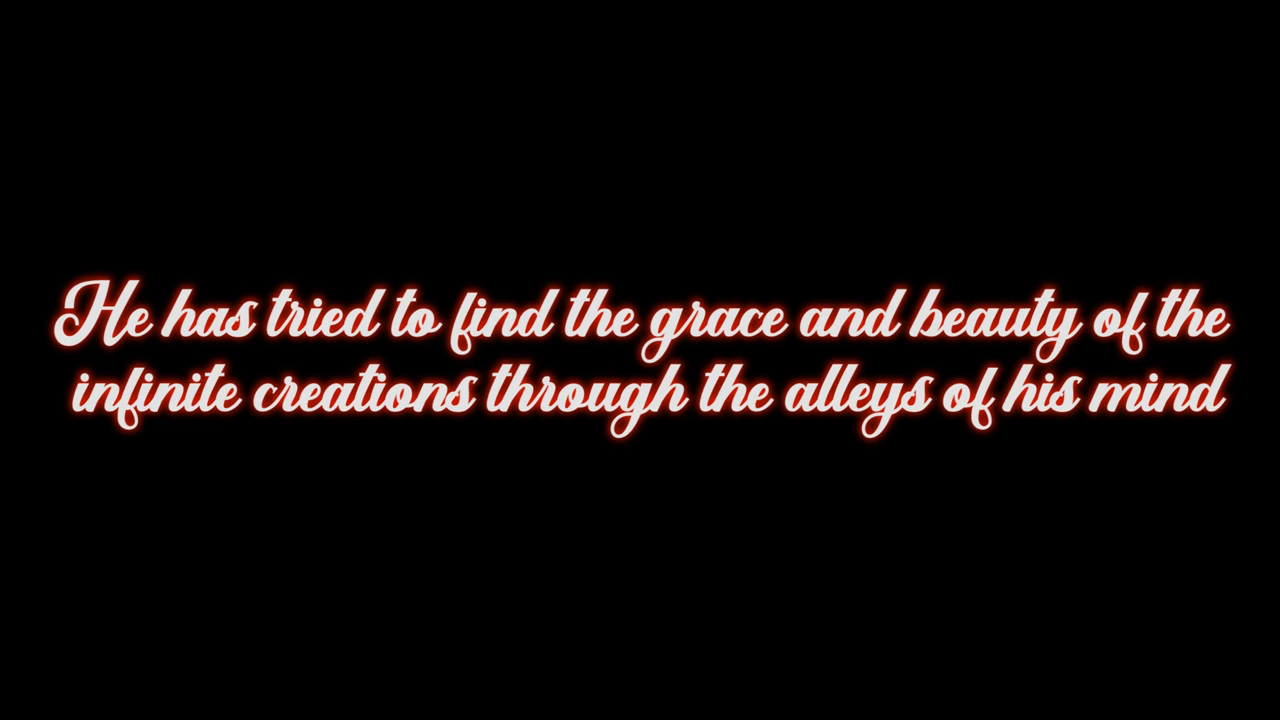 He has tried to find the grace and beauty of the
infinite creations through the alleys of his mind